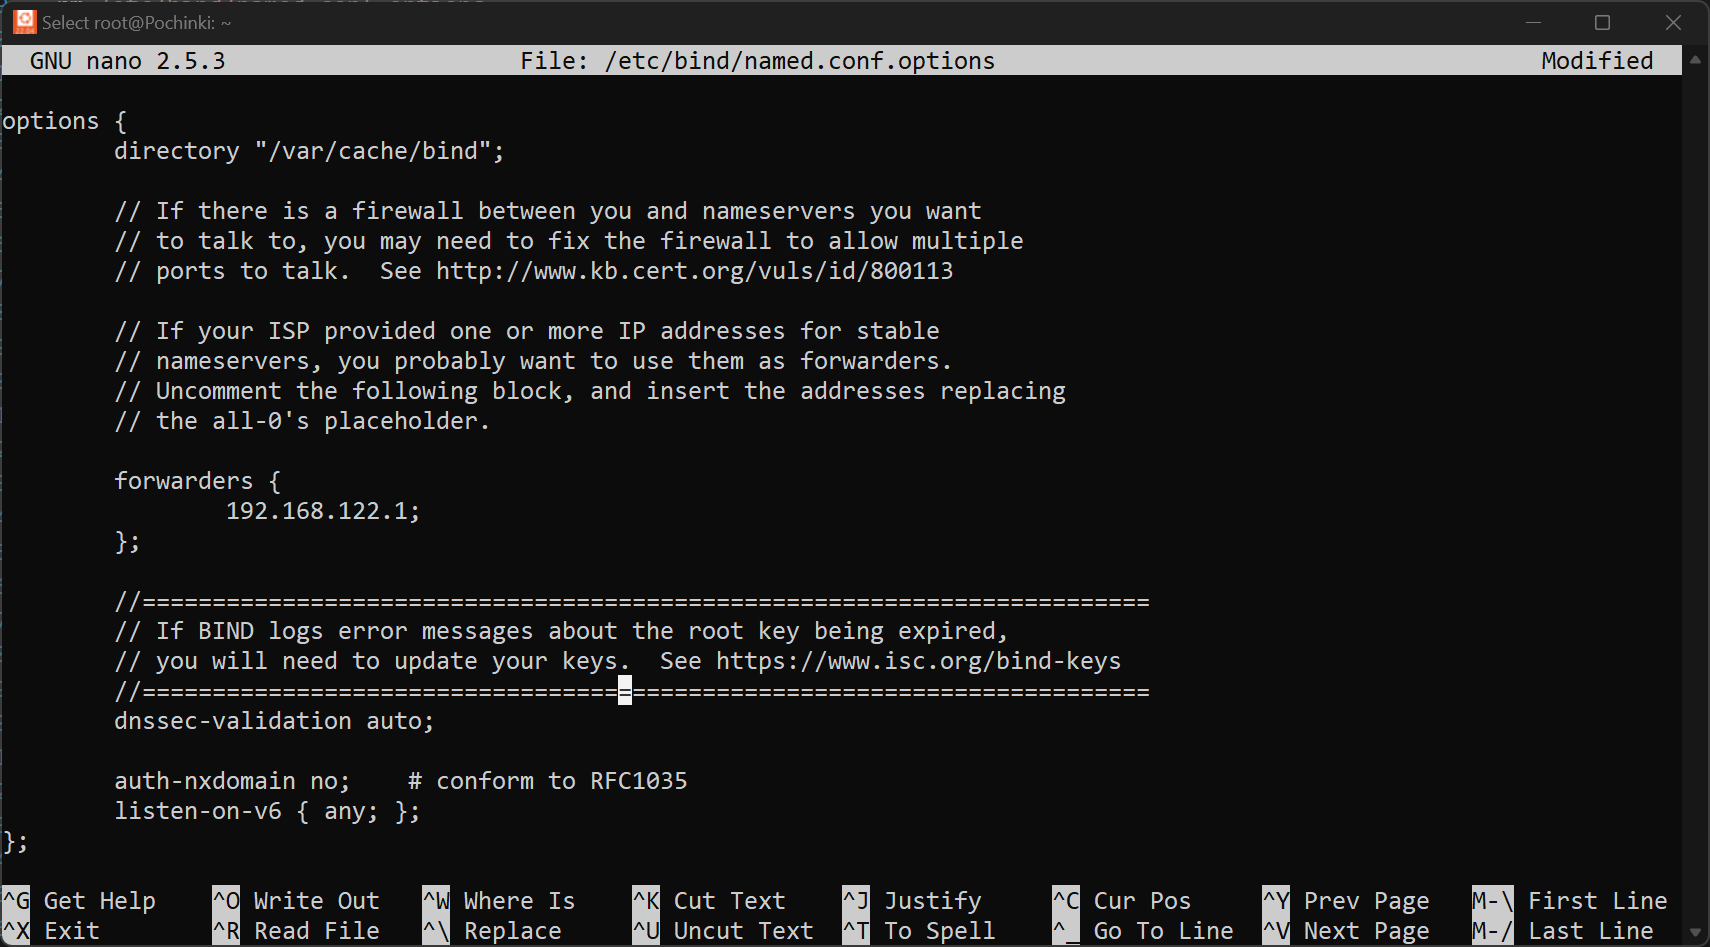 Select root@Pochinki: ~
GNU nano 2.5.3 File: /etc/bind/named.conf.options Modified
options {
directory "/var/cache/bind";
// If there is a firewall between you and nameservers you want
// to talk to, you may need to fix the firewall to allow multiple
// ports to talk.  See http://www.kb.cert.org/vuls/id/800113
// If your ISP provided one or more IP addresses for stable
// nameservers, you probably want to use them as forwarders.
// Uncomment the following block, and insert the addresses replacing
// the all-0's placeholder.
forwarders {
192.168.122.1;
};
//========================================================================
// If BIND logs error messages about the root key being expired,
// you will need to update your keys.  See https://www.isc.org/bind-keys
//========================================================================
dnssec-validation auto;
auth-nxdomain no;    # conform to RFC1035
listen-on-v6 { any; };
};
^G Get Help ^O Write Out ^W Where Is ^K Cut Text ^J Justify ^C Cur Pos ^Y Prev Page M-\ First Line
^X Exit ^R Read File ^\ Replace ^U Uncut Text ^T To Spell ^_ Go To Line ^V Next Page M-/ Last Line